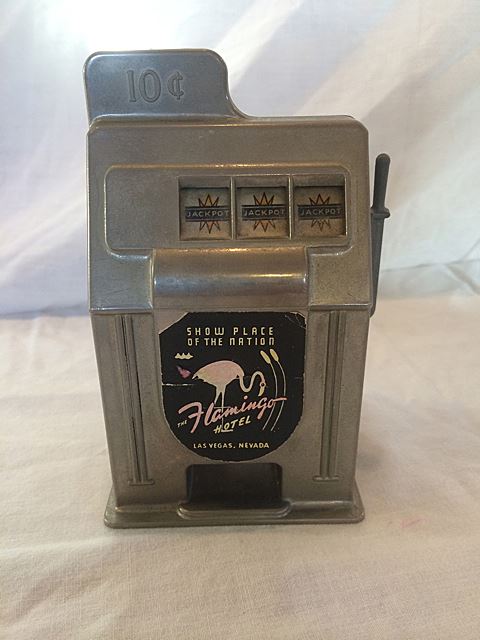 10¢
JACKPOT JACKPOT JACKPOT
SHOW PLACE
OF THE NATION
THE Flamingo
HOTEL
LAS VEGAS, NEVADA